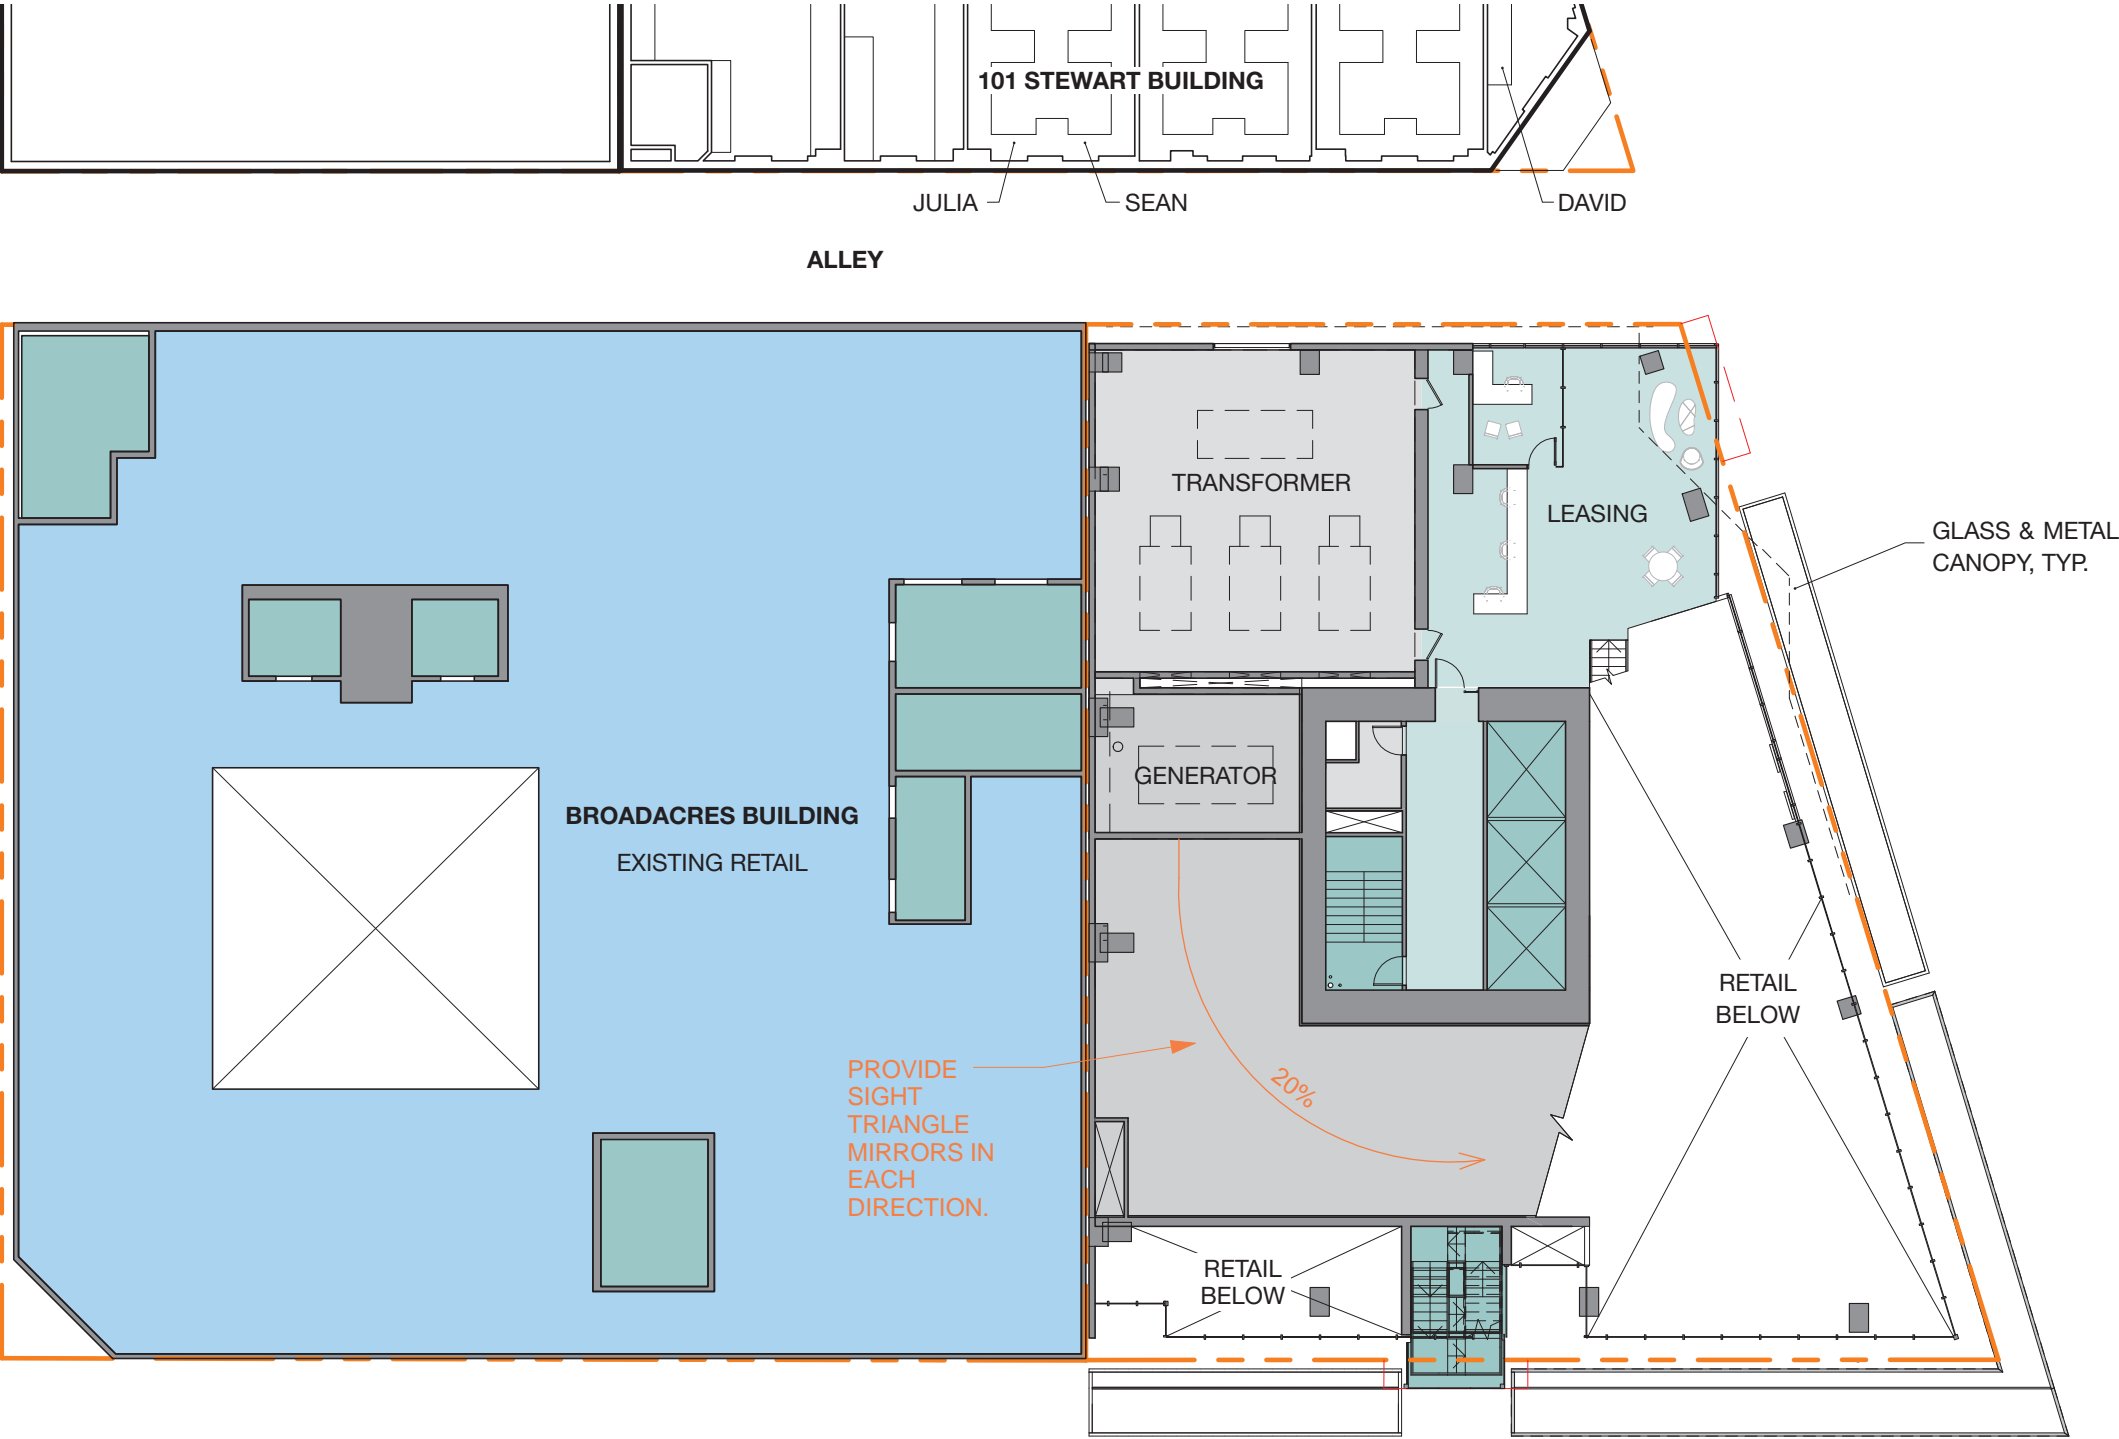 101 STEWART BUILDING
JULIA
SEAN
DAVID
ALLEY
TRANSFORMER
LEASING
GLASS & METAL
CANOPY, TYP.
GENERATOR
BROADACRES BUILDING
EXISTING RETAIL
RETAIL
BELOW
PROVIDE
SIGHT
TRIANGLE
MIRRORS IN
EACH
DIRECTION.
20%
RETAIL
BELOW